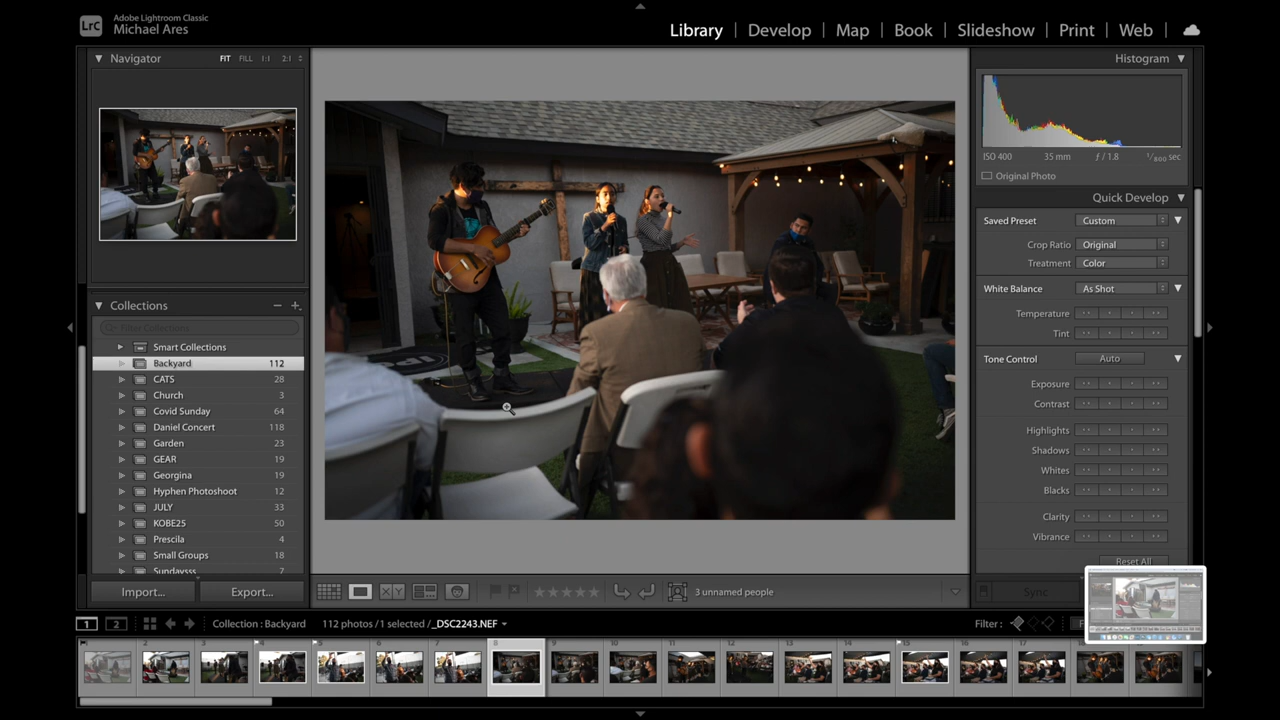 LrC
Adobe Lightroom Classic
Michael Ares
Library | Develop | Map | Book | Slideshow | Print | Web |
Navigator FIT FILL 1:1 2:1
Histogram
ISO 400 35 mm ƒ / 1.8 1/800 sec
Original Photo
Quick Develop
Saved Preset Custom
Crop Ratio Original
Treatment Color
White Balance As Shot
Temperature
Tint
Tone Control Auto
Exposure
Contrast
Highlights
Shadows
Whites
Blacks
Clarity
Vibrance
Reset All
Sync
Collections
Filter Collections
Smart Collections
Backyard 112
CATS 28
Church 3
Covid Sunday 64
Daniel Concert 118
Garden 23
GEAR 19
Georgina 19
Hyphen Photoshoot 12
JULY 33
KOBE25 50
Prescila 4
Small Groups 18
Sundaysss 7
Import... Export...
X Y
3 unnamed people
1 2 Collection : Backyard 112 photos / 1 selected / _DSC2243.NEF Filter :